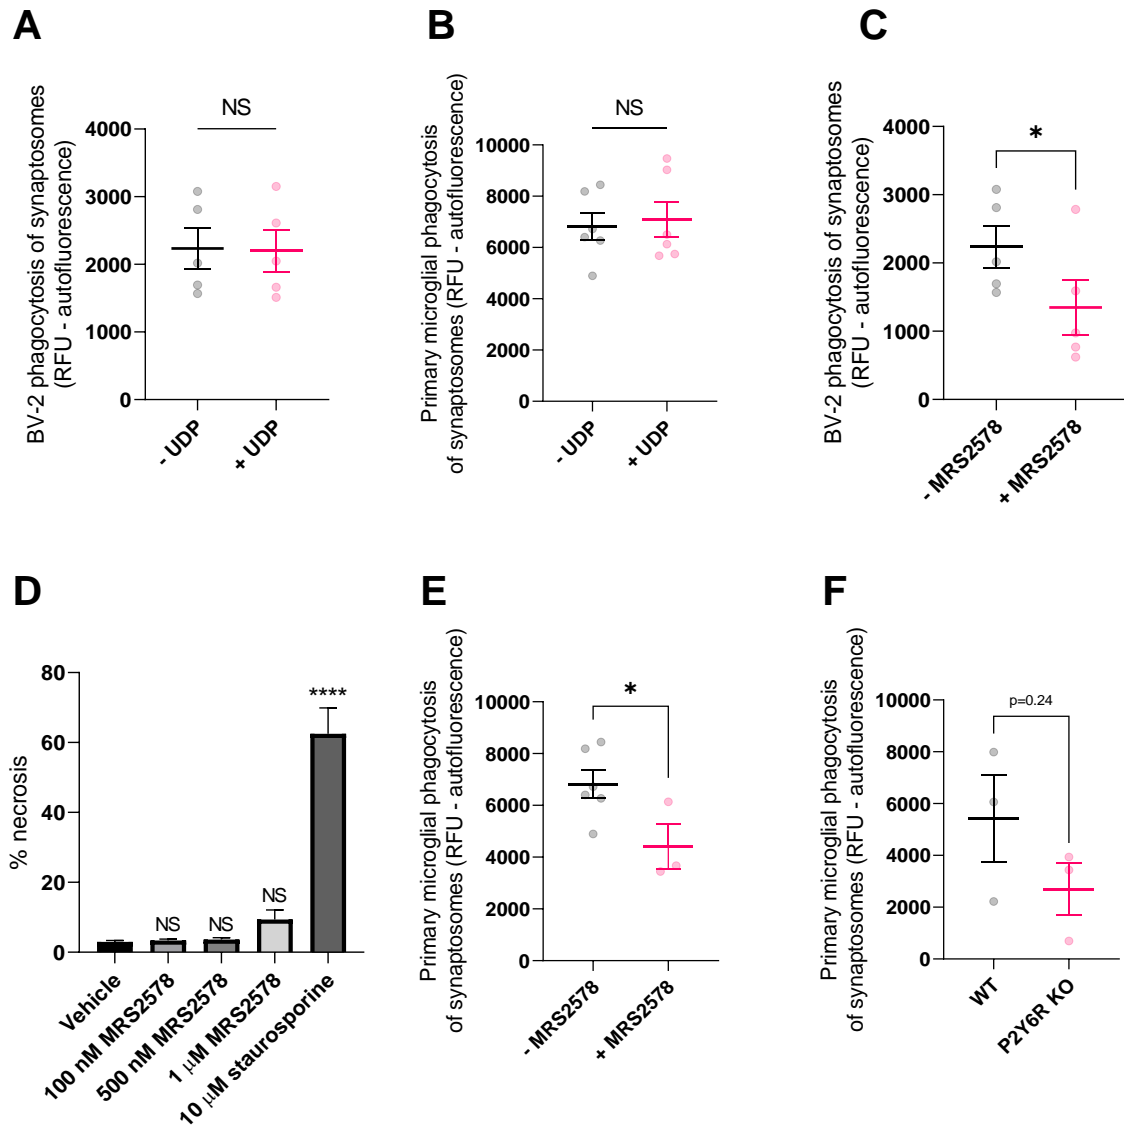 A
BV-2 phagocytosis of synaptosomes
(RFU - autofluorescence)
4000
3000
2000
1000
0
NS
- UDP
+ UDP
B
Primary microglial phagocytosis
of synaptosomes (RFU - autofluorescence)
10000
8000
6000
4000
2000
0
NS
- UDP
+ UDP
C
BV-2 phagocytosis of synaptosomes
(RFU - autofluorescence)
4000
3000
2000
1000
0
*
- MRS2578
+ MRS2578
D
% necrosis
80
60
40
20
0
NS
NS
NS
****
Vehicle
100 nM MRS2578
500 nM MRS2578
1 μM MRS2578
10 μM staurosporine
E
Primary microglial phagocytosis
of synaptosomes (RFU - autofluorescence)
10000
8000
6000
4000
2000
0
*
- MRS2578
+ MRS2578
F
Primary microglial phagocytosis
of synaptosomes (RFU - autofluorescence)
10000
8000
6000
4000
2000
0
p=0.24
WT
P2Y6R KO